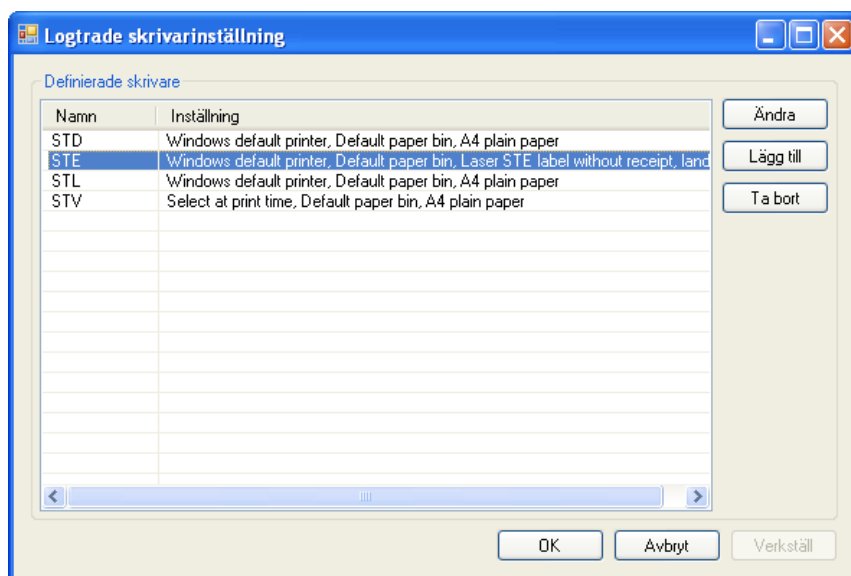 Logtrade skrivarinställning
Definierade skrivare
Namn Inställning
STD Windows default printer, Default paper bin, A4 plain paper
STE Windows default printer, Default paper bin, Laser STE label without receipt, land
STL Windows default printer, Default paper bin, A4 plain paper
STV Select at print time, Default paper bin, A4 plain paper
Ändra
Lägg till
Ta bort
OK Avbryt Verkställ